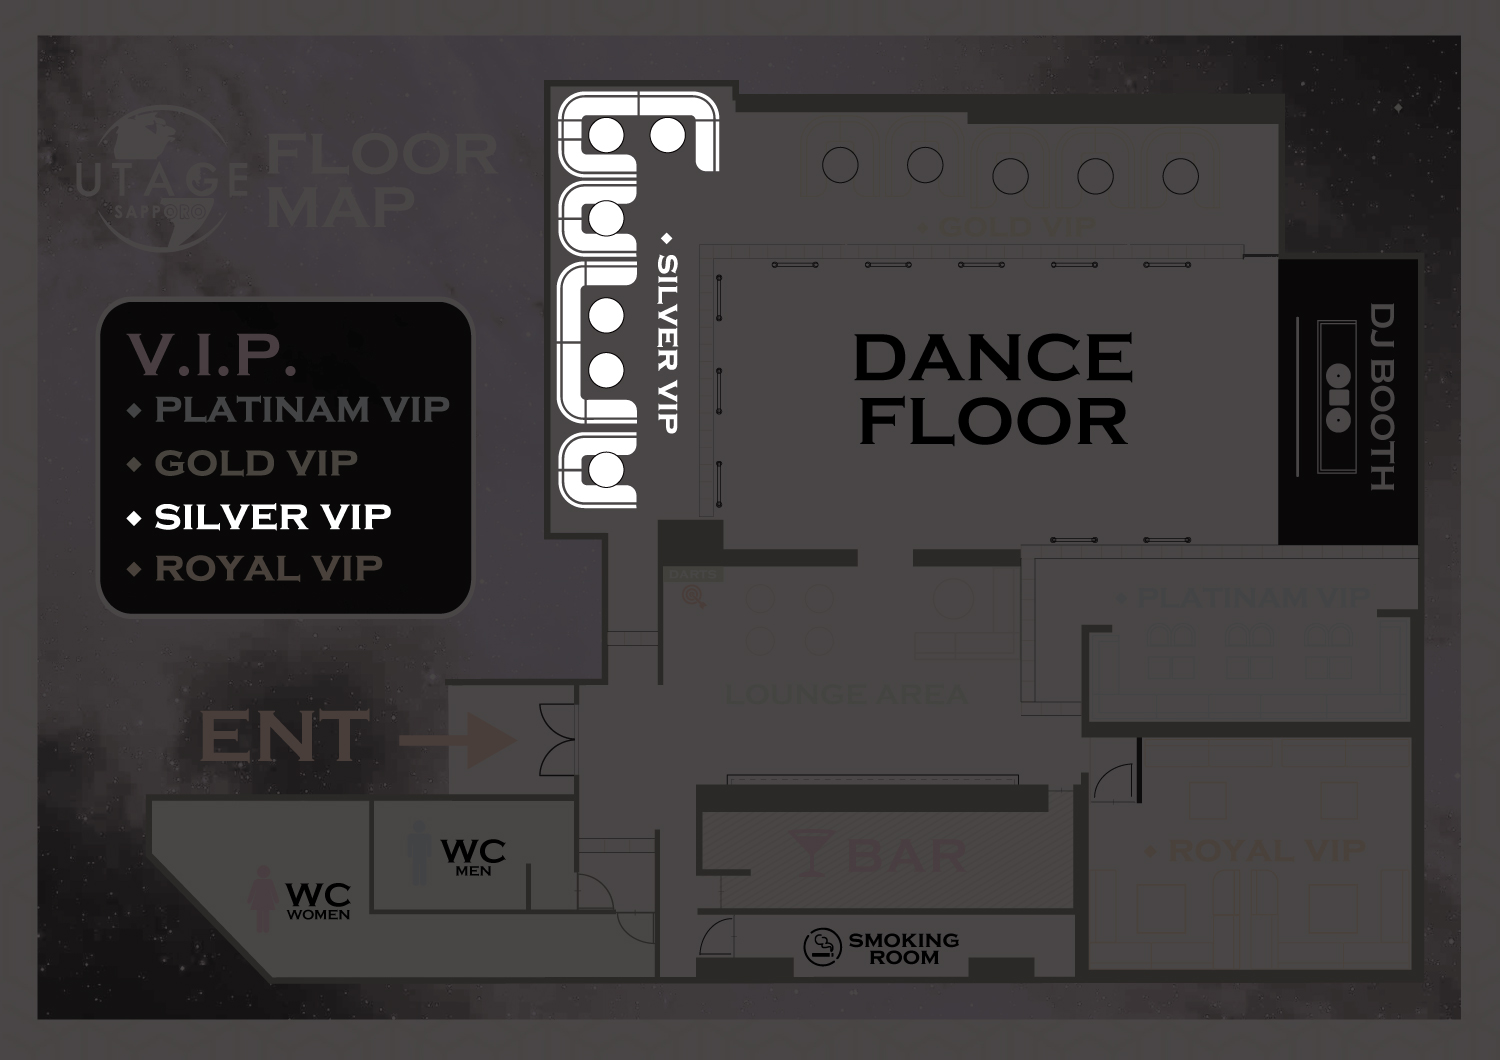 UTAGE
SAPPORO
FLOOR
MAP
V.I.P.
PLATINAM VIP
GOLD VIP
SILVER VIP
ROYAL VIP
SILVER VIP
GOLD VIP
DANCE
FLOOR
DJ BOOTH
DARTS
PLATINAM VIP
LOUNGE AREA
ENT
BAR
ROYAL VIP
WC
MEN
WC
WOMEN
SMOKING
ROOM